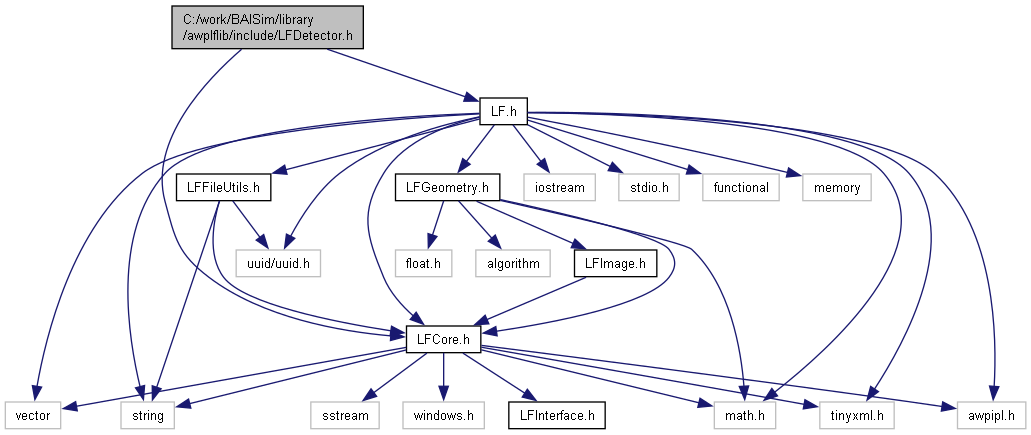 C:/work/BAISim/library
/awplflib/include/LFDetector.h
LF.h
LFFileUtils.h
LFGeometry.h
iostream
stdio.h
functional
memory
uuid/uuid.h
float.h
algorithm
LFImage.h
LFCore.h
vector
string
sstream
windows.h
LFInterface.h
math.h
tinyxml.h
awpipl.h